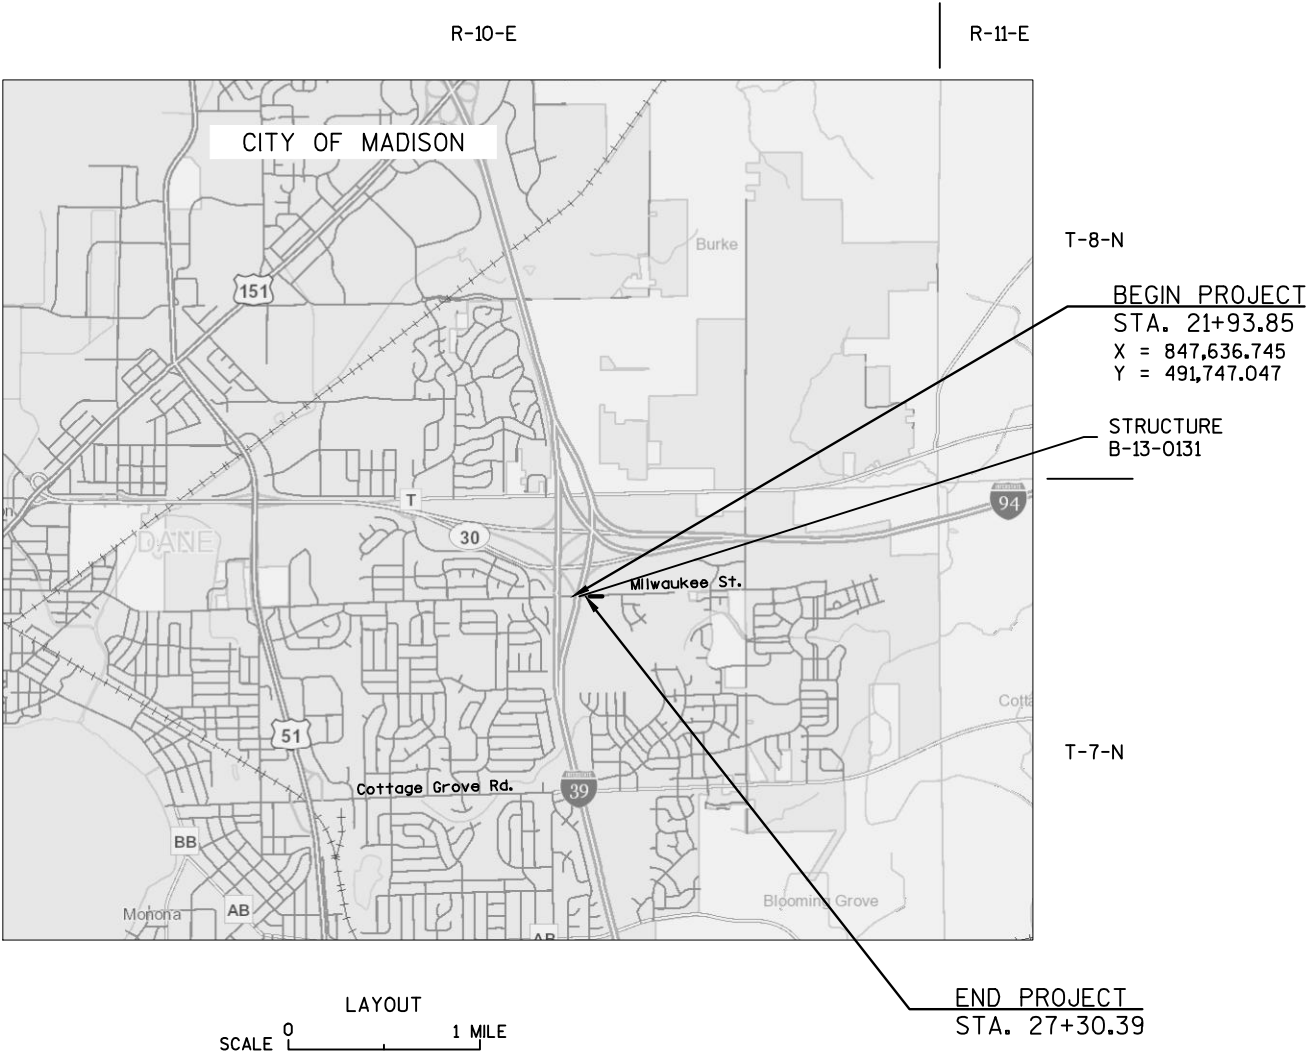 R-10-E
R-11-E
CITY OF MADISON
Burke
T-8-N
151
BEGIN PROJECT
STA. 21+93.85
X = 847,636.745
Y = 491,747.047
STRUCTURE
B-13-0131
T
94
30
DANE
Milwaukee St.
51
T-7-N
Cottage Grove Rd.
39
BB
AB
Monona
Blooming Grove
AB
END PROJECT
STA. 27+30.39
LAYOUT
SCALE 0 1 MILE